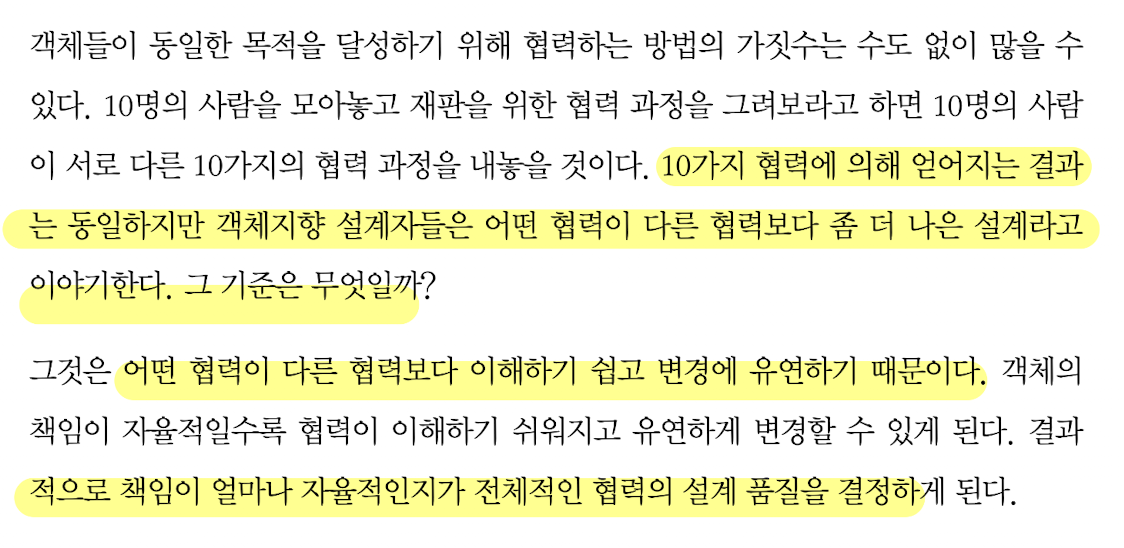 객체들이 동일한 목적을 달성하기 위해 협력하는 방법의 가짓수는 수도 없이 많을 수
있다. 10명의 사람을 모아놓고 재판을 위한 협력 과정을 그려보라고 하면 10명의 사람
이 서로 다른 10가지의 협력 과정을 내놓을 것이다. 10가지 협력에 의해 얻어지는 결과
는 동일하지만 객체지향 설계자들은 어떤 협력이 다른 협력보다 좀 더 나은 설계라고
이야기한다. 그 기준은 무엇일까?
그것은 어떤 협력이 다른 협력보다 이해하기 쉽고 변경에 유연하기 때문이다. 객체의
책임이 자율적일수록 협력이 이해하기 쉬워지고 유연하게 변경할 수 있게 된다. 결과
적으로 책임이 얼마나 자율적인지가 전체적인 협력의 설계 품질을 결정하게 된다.